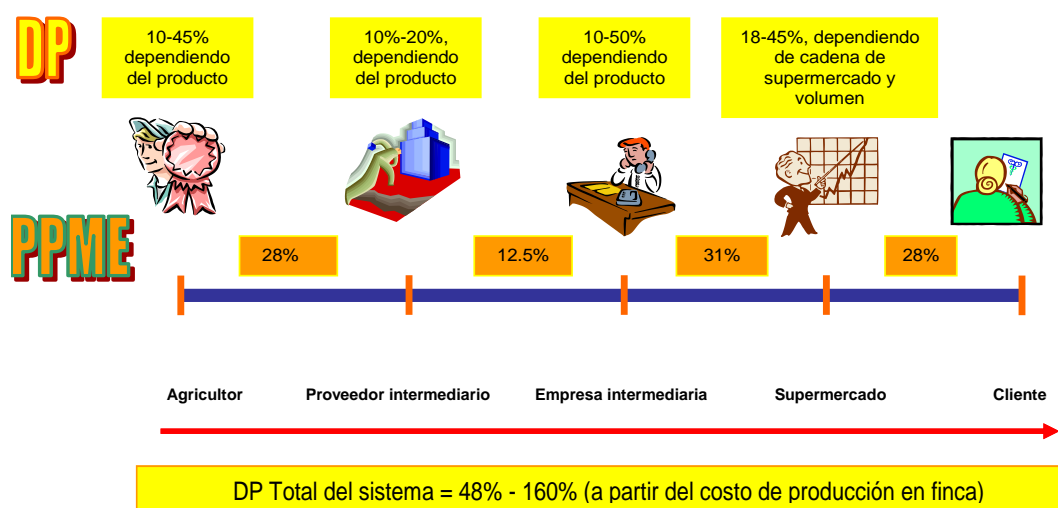 DP
10-45%
dependiendo
del producto
10%-20%,
dependiendo
del producto
10-50%
dependiendo
del producto
18-45%, dependiendo
de cadena de
supermercado y
volumen
PPME
28%
12.5%
31%
28%
Agricultor
Proveedor intermediario
Empresa intermediaria
Supermercado
Cliente
DP Total del sistema = 48% - 160% (a partir del costo de producción en finca)